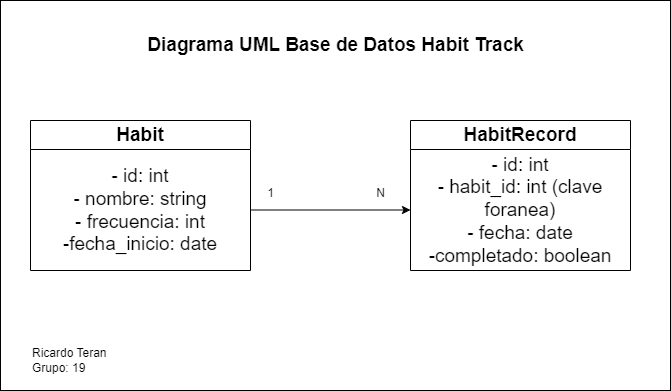 Diagrama UML Base de Datos Habit Track
Habit
- id: int
- nombre: string
- frecuencia: int
-fecha_inicio: date
1
N
HabitRecord
- id: int
- habit_id: int (clave
foranea)
- fecha: date
-completado: boolean
Ricardo Teran
Grupo: 19